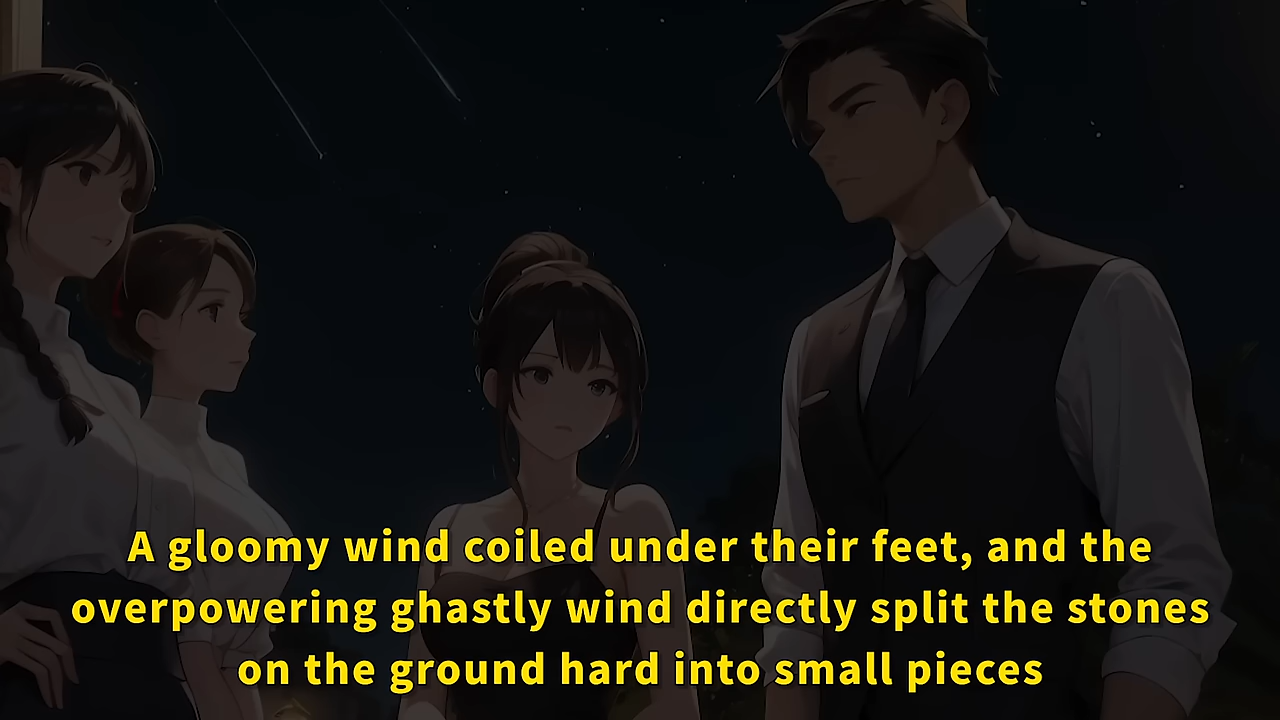 A gloomy wind coiled under their feet, and the
overpowering ghastly wind directly split the stones
on the ground hard into small pieces